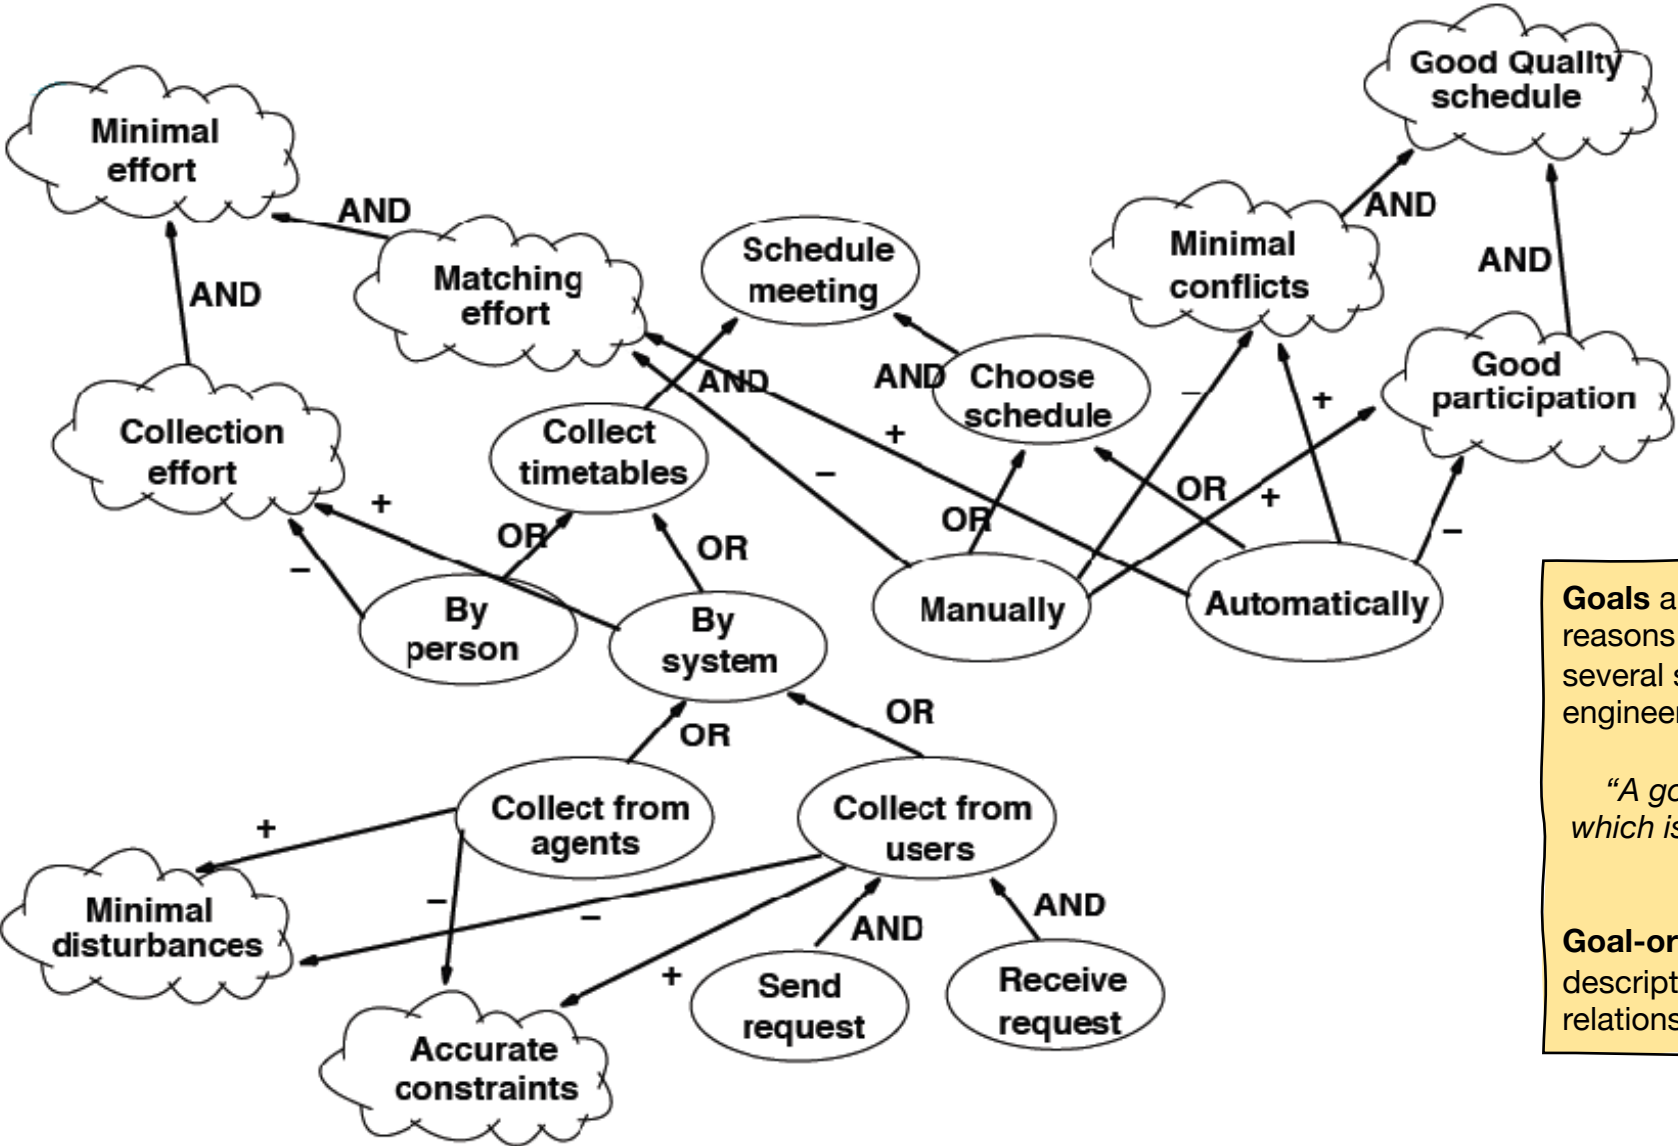 Good Quality
schedule
Minimal
effort
AND
AND
Schedule
meeting
Minimal
conflicts
Matching
effort
AND
AND
Good
participation
AND
AND
Choose
schedule
–
+
Collection
effort
Collect
timetables
+
–
+
OR
+
OR
OR
OR
–
–
By
person
By
system
Manually
Automatically
OR
OR
Collect from
agents
Collect from
users
+
–
–
AND
AND
Minimal
disturbances
+
Send
request
Receive
request
Accurate
constraints
Goals a
reasons
several s
engineer
“A go
which is
Goal-or
descript
relations